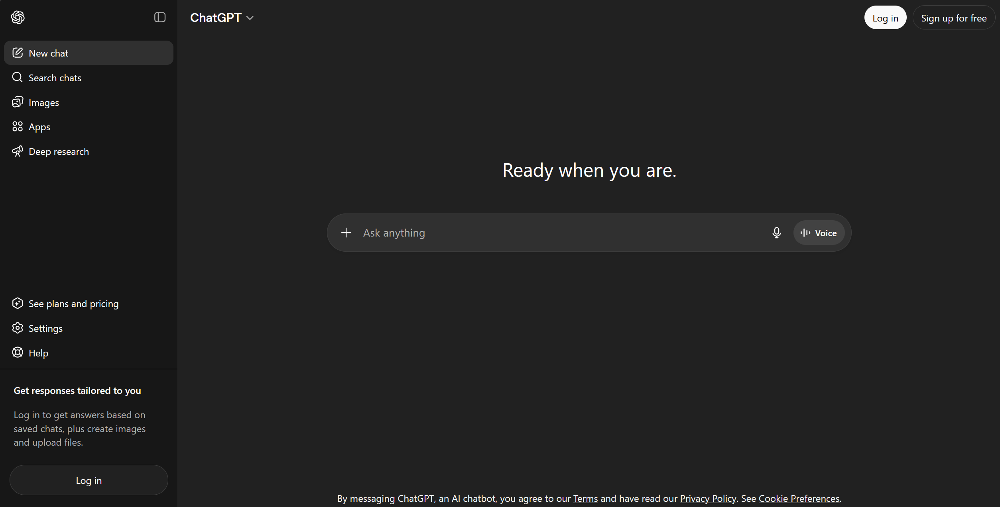 ChatGPT
Log in
Sign up for free
New chat
Search chats
Images
Apps
Deep research
Ready when you are.
Ask anything
Voice
See plans and pricing
Settings
Help
Get responses tailored to you
Log in to get answers based on
saved chats, plus create images
and upload files.
Log in
By messaging ChatGPT, an AI chatbot, you agree to our Terms and have read our Privacy Policy. See Cookie Preferences.